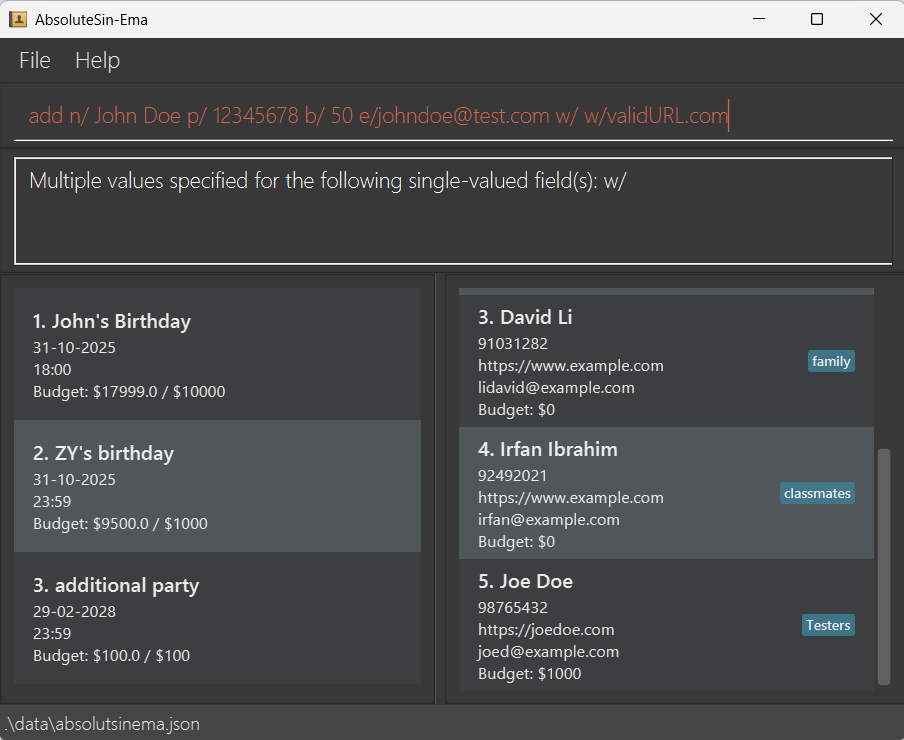 AbsoluteSin-Ema
File Help
add n/ John Doe p/ 12345678 b/ 50 e/johndoe@test.com w/ w/validURL.com
Multiple values specified for the following single-valued field(s): w/
1. John's Birthday
31-10-2025
18:00
Budget: $17999.0 / $10000
2. ZY's birthday
31-10-2025
23:59
Budget: $9500.0 / $1000
3. additional party
29-02-2028
23:59
Budget: $100.0 / $100
3. David Li
91031282
https://www.example.com
lidavid@example.com
Budget: $0
family
4. Irfan Ibrahim
92492021
https://www.example.com
irfan@example.com
Budget: $0
classmates
5. Joe Doe
98765432
https://joedoe.com
joed@example.com
Budget: $1000
Testers
.\data\absolutsinema.json